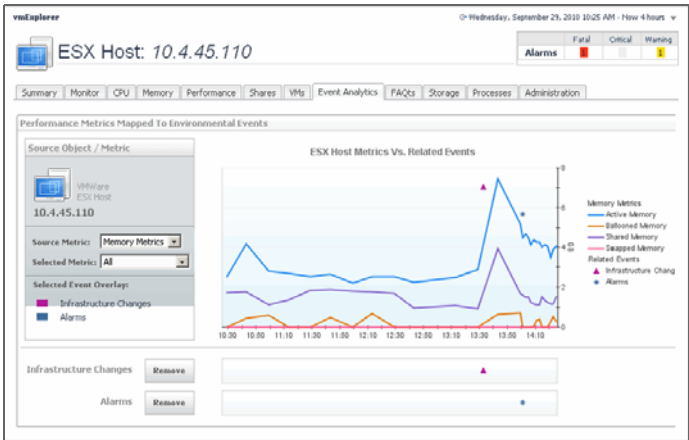 vmExplorer
Wednesday, September 29, 2010 10:25 AM - Now 4 hours
ESX Host: 10.4.45.110
Fatal Critical Warning
Alarms 1 1
Summary Monitor CPU Memory Performance Shares VMs Event Analytics FAQts Storage Processes Administration
Performance Metrics Mapped To Environmental Events
Source Object / Metric
ESX Host Metrics Vs. Related Events
VMWare
ESX Host
10.4.45.110
Source Metric: Memory Metrics
Selected Metric: All
Selected Event Overlay:
Infrastructure Changes
Alarms
6
2
0
GB
10:30 10:50 11:10 11:30 11:50 12:10 12:30 12:50 13:10 13:30 13:50 14:10
Memory Metrics
Active Memory
Ballooned Memory
Shared Memory
Swapped Memory
Related Events
Infrastructure Chang
Alarms
Infrastructure Changes Remove
Alarms Remove